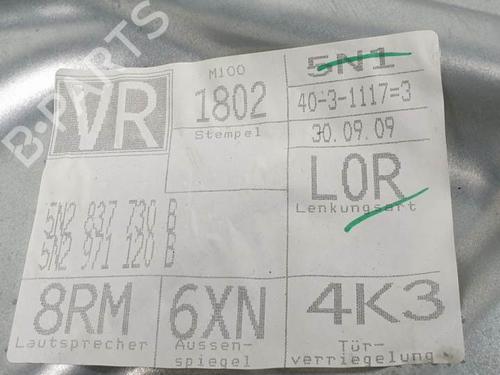 B-PARTS
VR
M100
1802
Stempel
5N1
40-3-1117=3
30.09.09
L0R
Lenkungsart
5N2 837 730 B
5N2 971 120 B
8RM
Lautsprecher
6XN
Aussen-
spiegel
4K3
Tür-
verriegelung